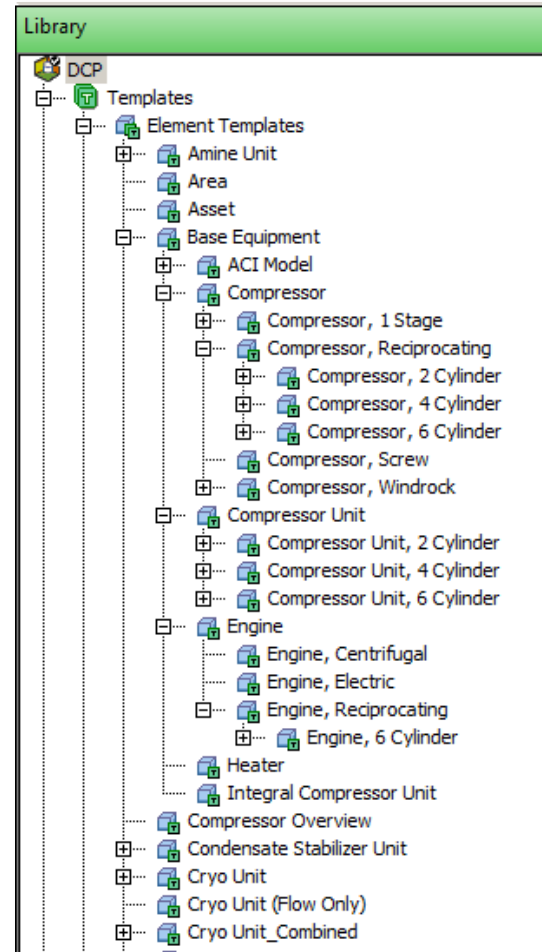 Library
DCP
Templates
Element Templates
Amine Unit
Area
Asset
Base Equipment
ACI Model
Compressor
Compressor, 1 Stage
Compressor, Reciprocating
Compressor, 2 Cylinder
Compressor, 4 Cylinder
Compressor, 6 Cylinder
Compressor, Screw
Compressor, Windrock
Compressor Unit
Compressor Unit, 2 Cylinder
Compressor Unit, 4 Cylinder
Compressor Unit, 6 Cylinder
Engine
Engine, Centrifugal
Engine, Electric
Engine, Reciprocating
Engine, 6 Cylinder
Heater
Integral Compressor Unit
Compressor Overview
Condensate Stabilizer Unit
Cryo Unit
Cryo Unit (Flow Only)
Cryo Unit_Combined